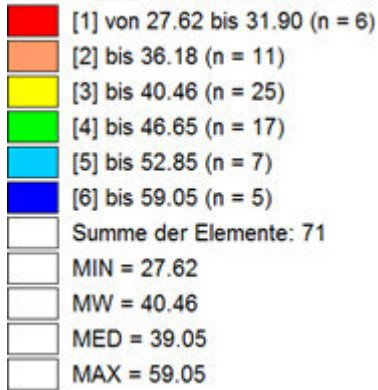 [1] von 27.62 bis 31.90 (n = 6)
[2] bis 36.18 (n = 11)
[3] bis 40.46 (n = 25)
[4] bis 46.65 (n = 17)
[5] bis 52.85 (n = 7)
[6] bis 59.05 (n = 5)
Summe der Elemente: 71
MIN = 27.62
MW = 40.46
MED = 39.05
MAX = 59.05